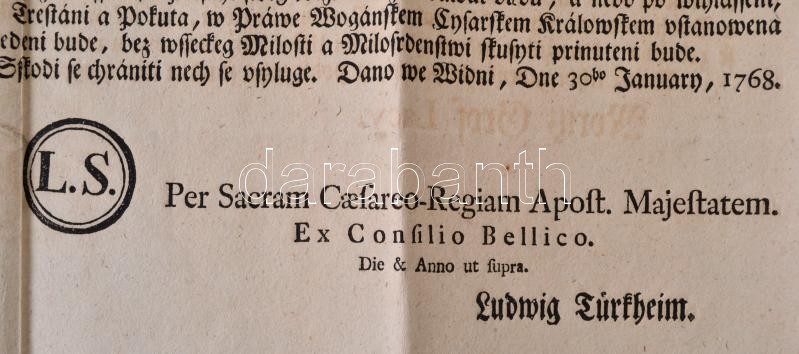 Trestáni a Pokuta, w Práwe Wogánſkem Cyſarſkem Králowſkem vſtanowena
edeni bude, bez wſſeckeg Miloſti a Miloſrdenſtwi ſkuſyti prinuteni bude.
Sſkodi ſe chrániti nech ſe vſyluge. Dano we Widni, Dne 30bo January, 1768.
L.S.
darabanth
Per Sacram Cæſareo-Regiam Apoſt. Majeſtatem.
Ex Conſilio Bellico.
Die & Anno ut ſupra.
Ludwig Türkheim.